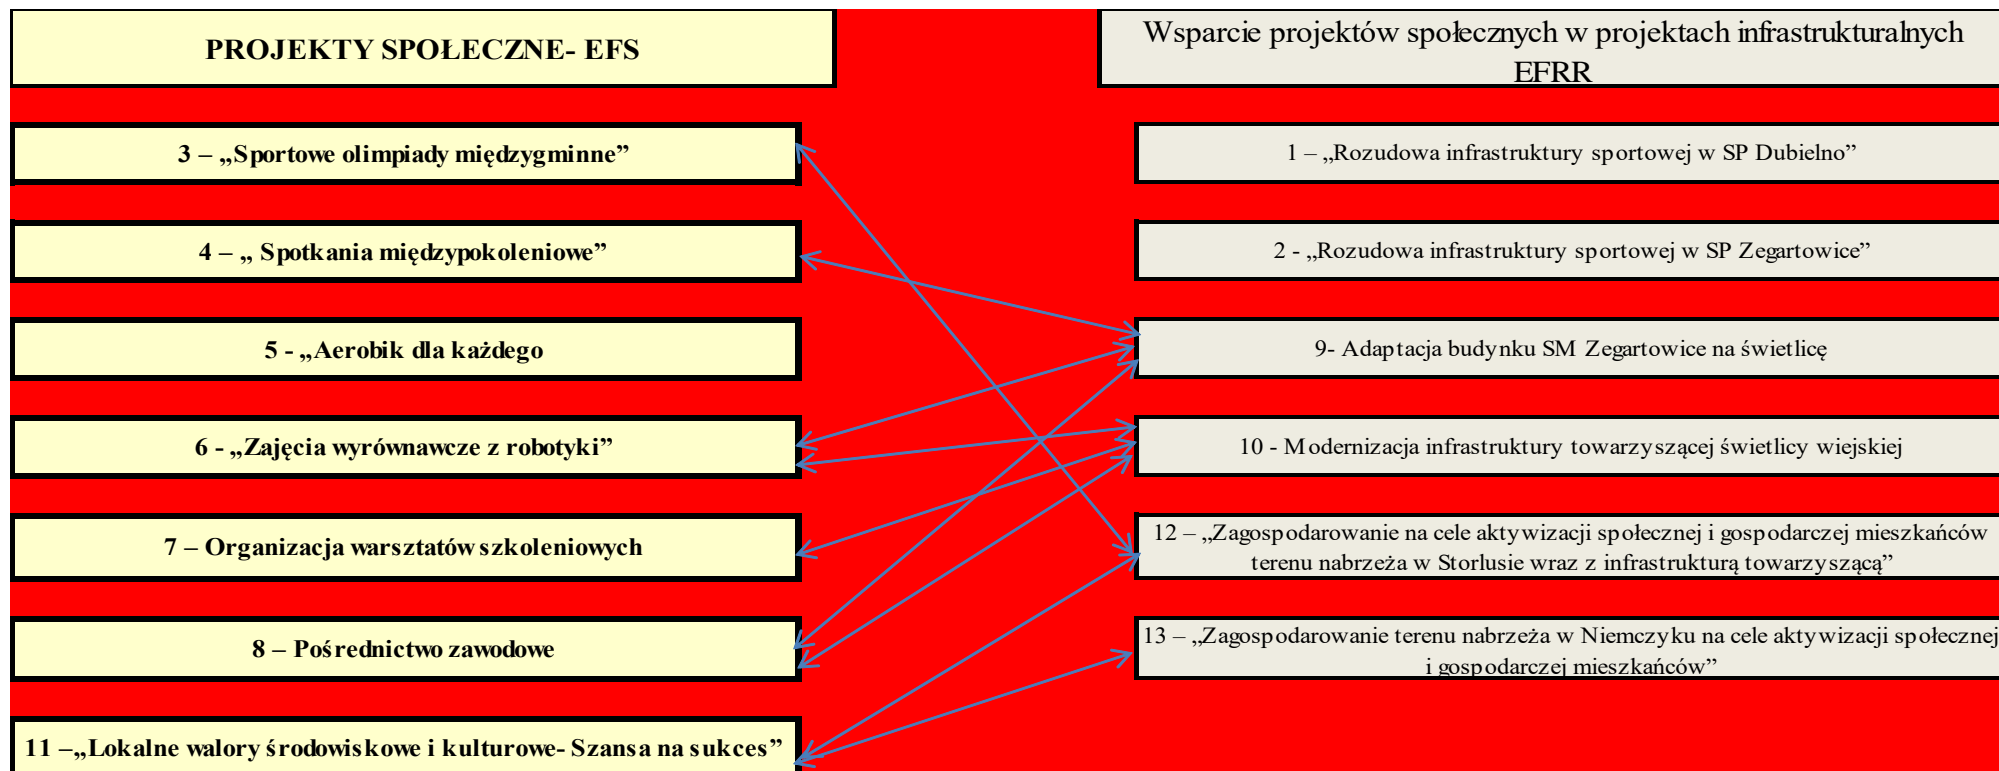 PROJEKTY SPOŁECZNE- EFS
Wsparcie projektów społecznych w projektach infrastrukturalnych
EFRR
3 – „Sportowe olimpiady międzygminne”
1 – „Rozudowa infrastruktury sportowej w SP Dubielno”
4 – „ Spotkania międzypokoleniowe”
2 - „Rozudowa infrastruktury sportowej w SP Zegartowice”
5 - „Aerobik dla każdego
9- Adaptacja budynku SM Zegartowice na świetlicę
6 - „Zajęcia wyrównawcze z robotyki”
10 - Modernizacja infrastruktury towarzyszącej świetlicy wiejskiej
7 – Organizacja warsztatów szkoleniowych
12 – „Zagospodarowanie na cele aktywizacji społecznej i gospodarczej mieszkańców
terenu nabrzeża w Storlusie wraz z infrastrukturą towarzyszącą”
8 – Pośrednictwo zawodowe
13 – „Zagospodarowanie terenu nabrzeża w Niemczyku na cele aktywizacji społecznej
i gospodarczej mieszkańców”
11 –„Lokalne walory środowiskowe i kulturowe- Szansa na sukces”